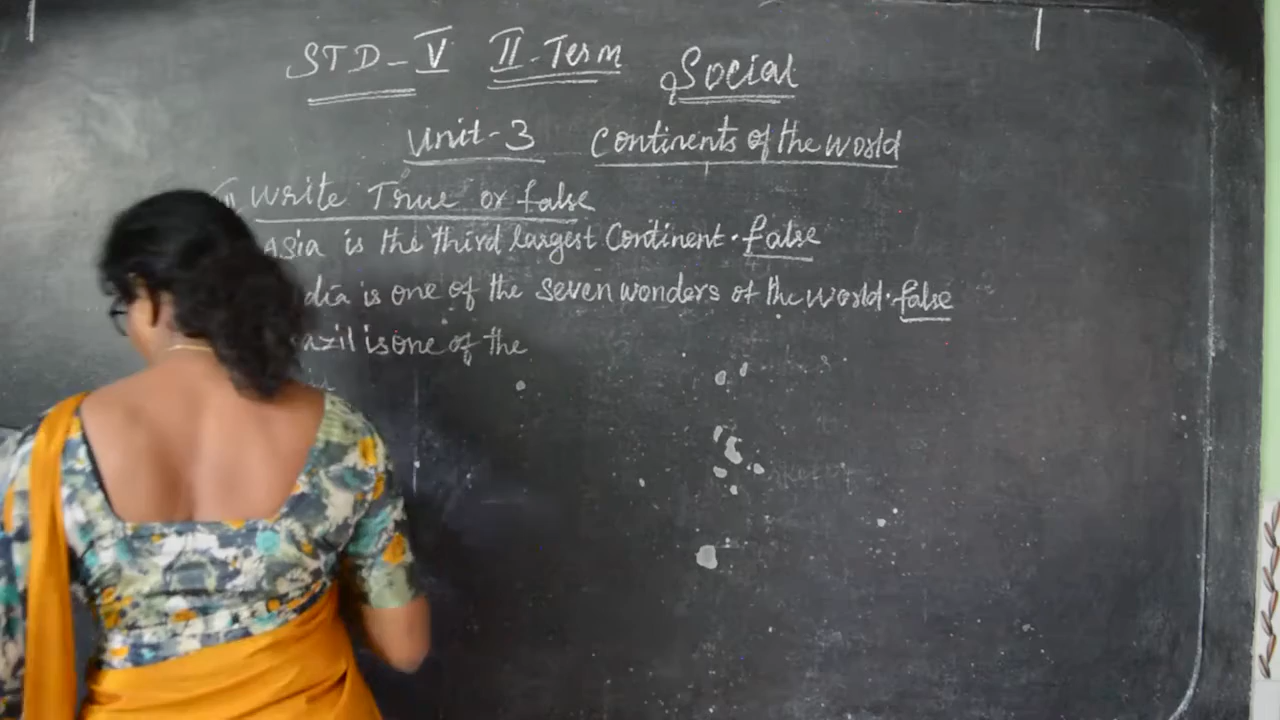 STD - V II - Term Social
Unit - 3 Continents of the world
II Write True or false
Asia is the third largest Continent. false
dia is one of the seven wonders of the world. false
azil is one of the